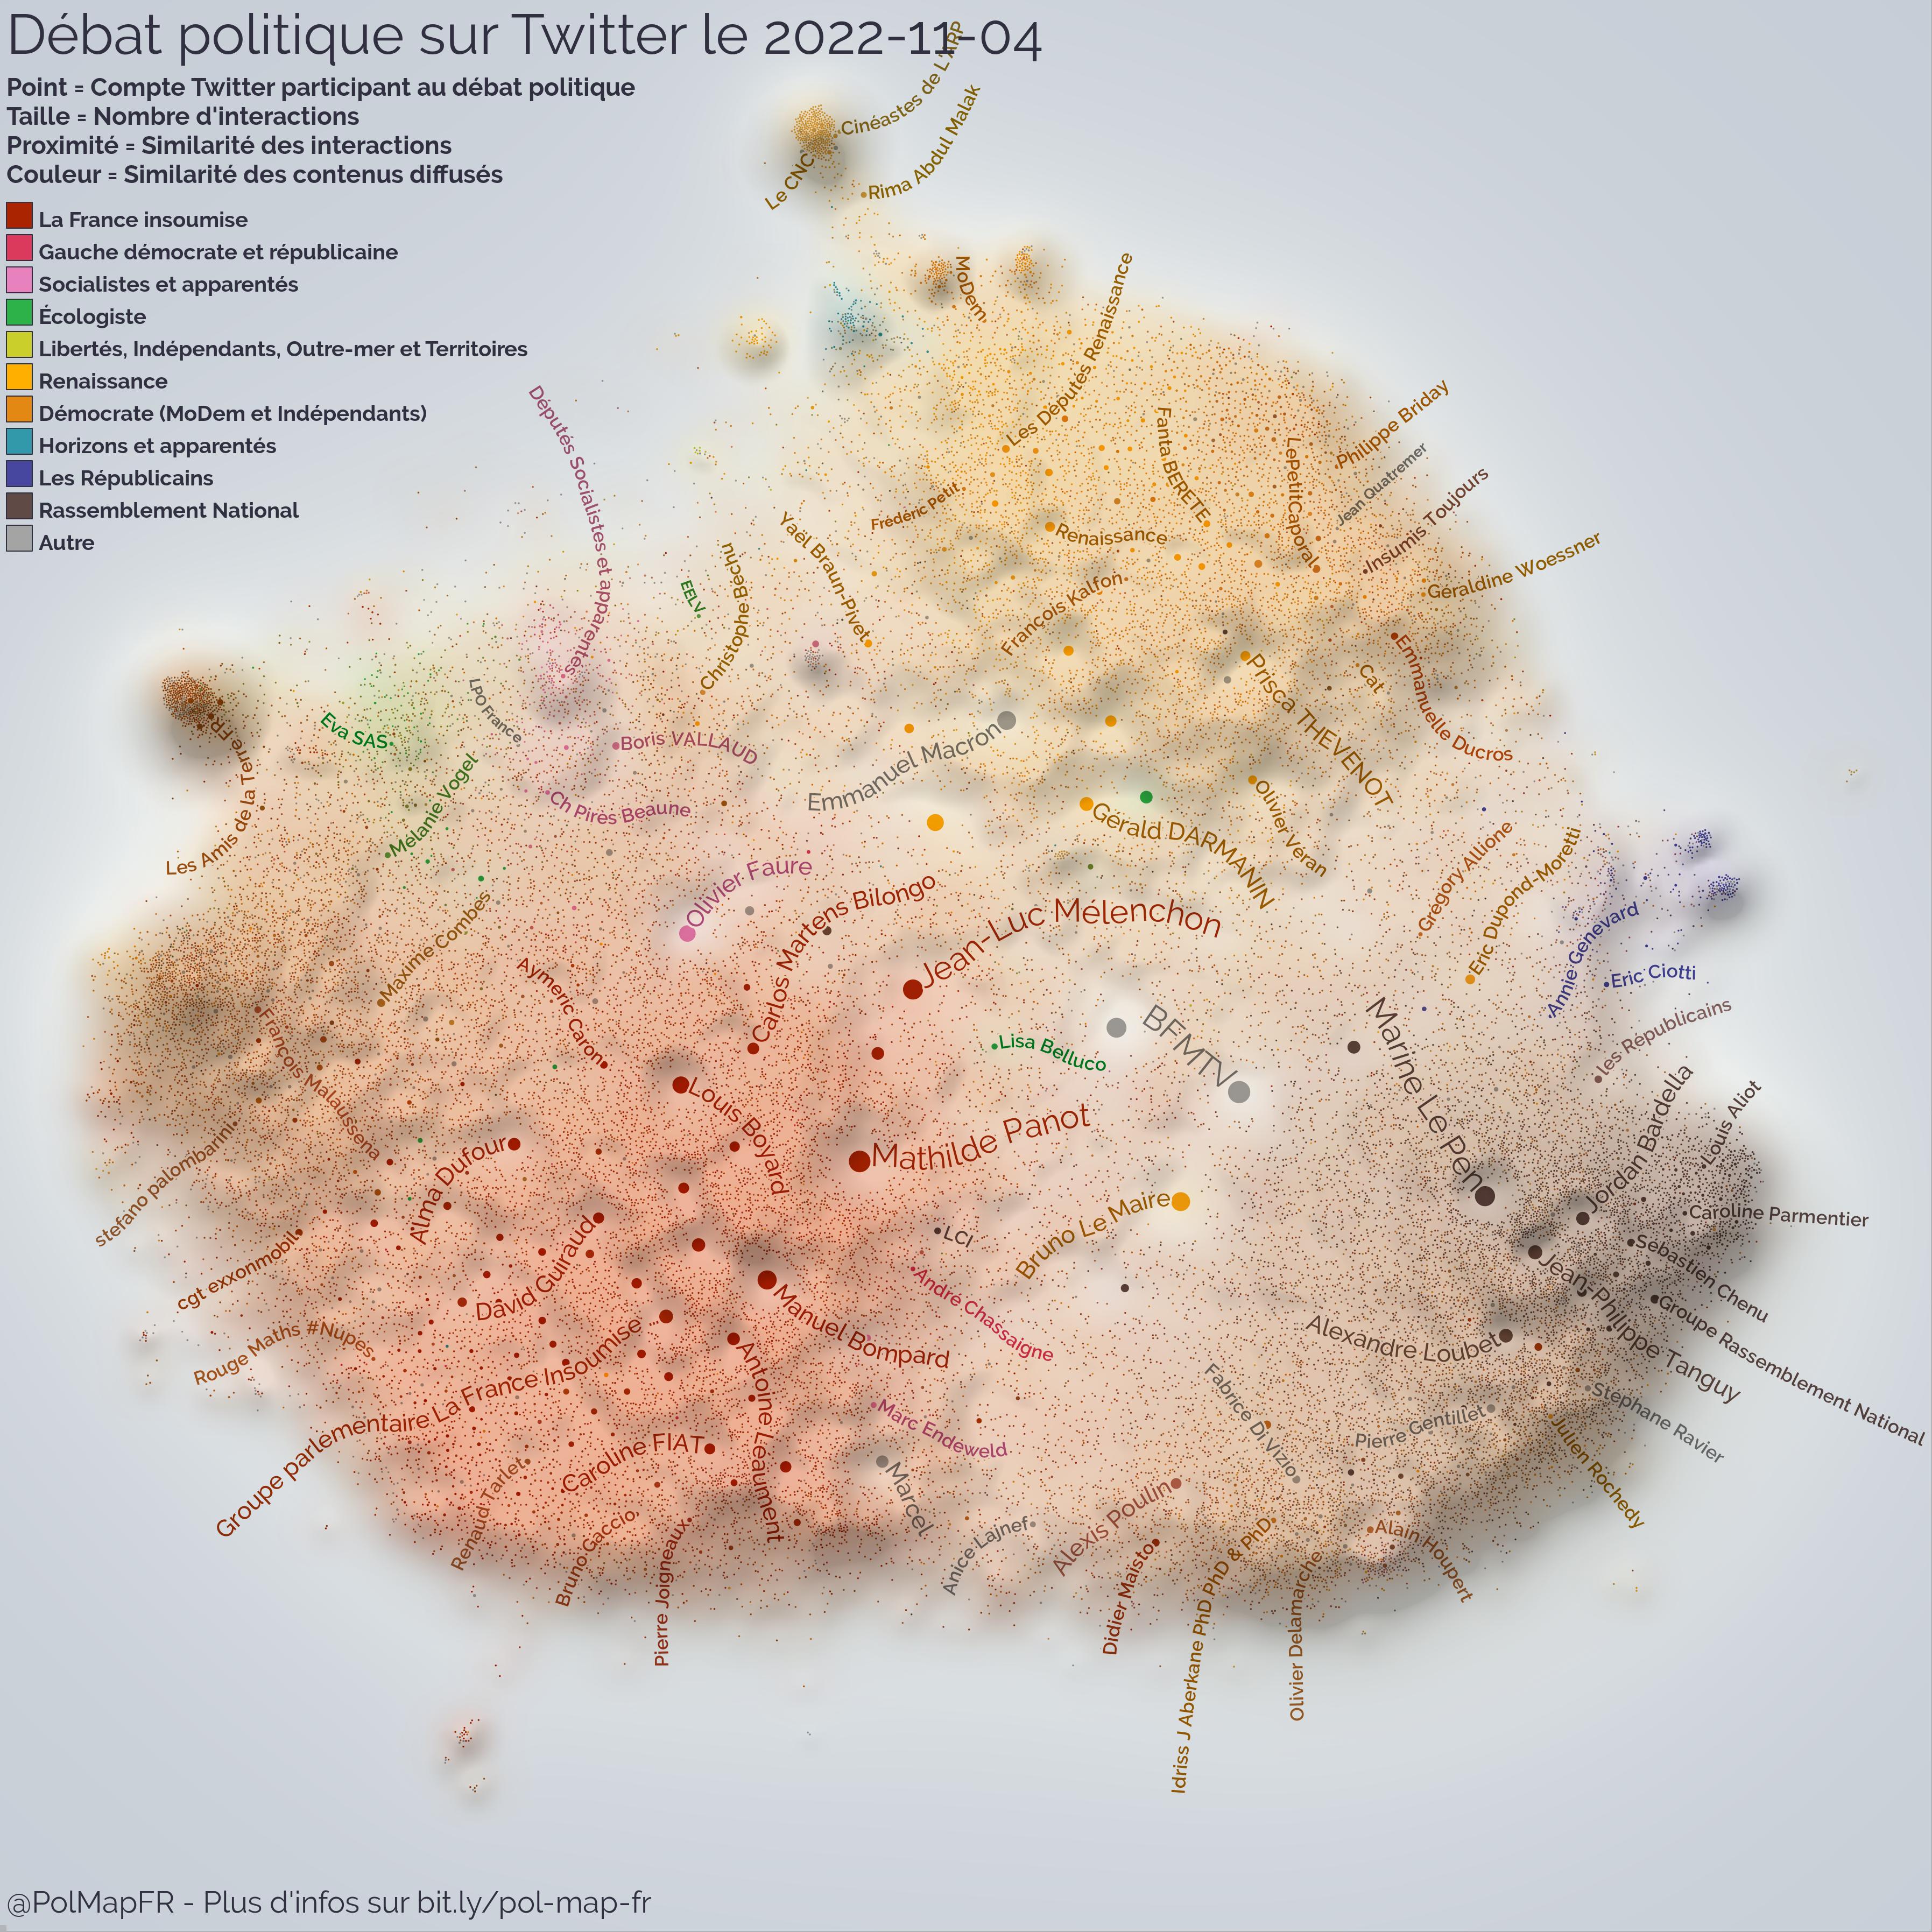 Débat politique sur Twitter le 2022-11-04
Point = Compte Twitter participant au débat politique
Taille = Nombre d'interactions
Proximité = Similarité des interactions
Couleur = Similarité des contenus diffusés
La France insoumise
Gauche démocrate et républicaine
Socialistes et apparentés
Écologiste
Libertés, Indépendants, Outre-mer et Territoires
Renaissance
Démocrate (MoDem et Indépendants)
Horizons et apparentés
Les Républicains
Rassemblement National
Autre
Cinéastes de L'ARP
Le CNC
Rima Abdul Malak
MoDem
Les Députés Renaissance
Philippe Briday
Fanta BERETE
LePetitCaporal
Jean Quatremer
Insumis Toujours
Frédéric Petit
Renaissance
Géraldine Woessner
François Kalfon
Députés Socialistes et apparentés
EELV
Christophe Béchu
Yaël Braun-Pivet
Prisca THEVENOT
Cat
Emmanuelle Ducros
Les Amis de la Terre FR
Eva SAS
LPO France
Mélanie Vogel
Boris VALLAUD
Ch Pirès Beaune
Emmanuel Macron
Gérald DARMANIN
Olivier Véran
Gregory Allione
Eric Dupond-Moretti
Annie Genevard
Eric Ciotti
les Républicains
Olivier Faure
Carlos Martens Bilongo
Jean-Luc Mélenchon
Maxime Combes
Aymeric Caron
François Malaussena
Lisa Belluco
BFMTV
Marine Le Pen
Jordan Bardella
Louis Aliot
Louis Boyard
Mathilde Panot
stefano palombarini
Alma Dufour
Caroline Parmentier
Sébastien Chenu
Bruno Le Maire
LCI
cgt exxonmobil
David Guiraud
Manuel Bompard
André Chassaigne
Alexandre Loubet
Jean-Philippe Tanguy
Groupe Rassemblement National
Rouge Maths #Nupes
Groupe parlementaire La France Insoumise ...
Antoine Léaument
Marc Endeweld
Fabrice Di Vizio
Pierre Gentillet
Stéphane Ravier
Julien Rochedy
Caroline FIAT
Renaud Tarlet
Bruno Gaccio
Pierre Joigneaux
Marcel
Anice Lajnef
Alexis Poulin
Didier Maïsto
Idriss J Aberkane PhD PhD & PhD
Olivier Delamarche
Alain Houpert
@PolMapFR - Plus d'infos sur bit.ly/pol-map-fr